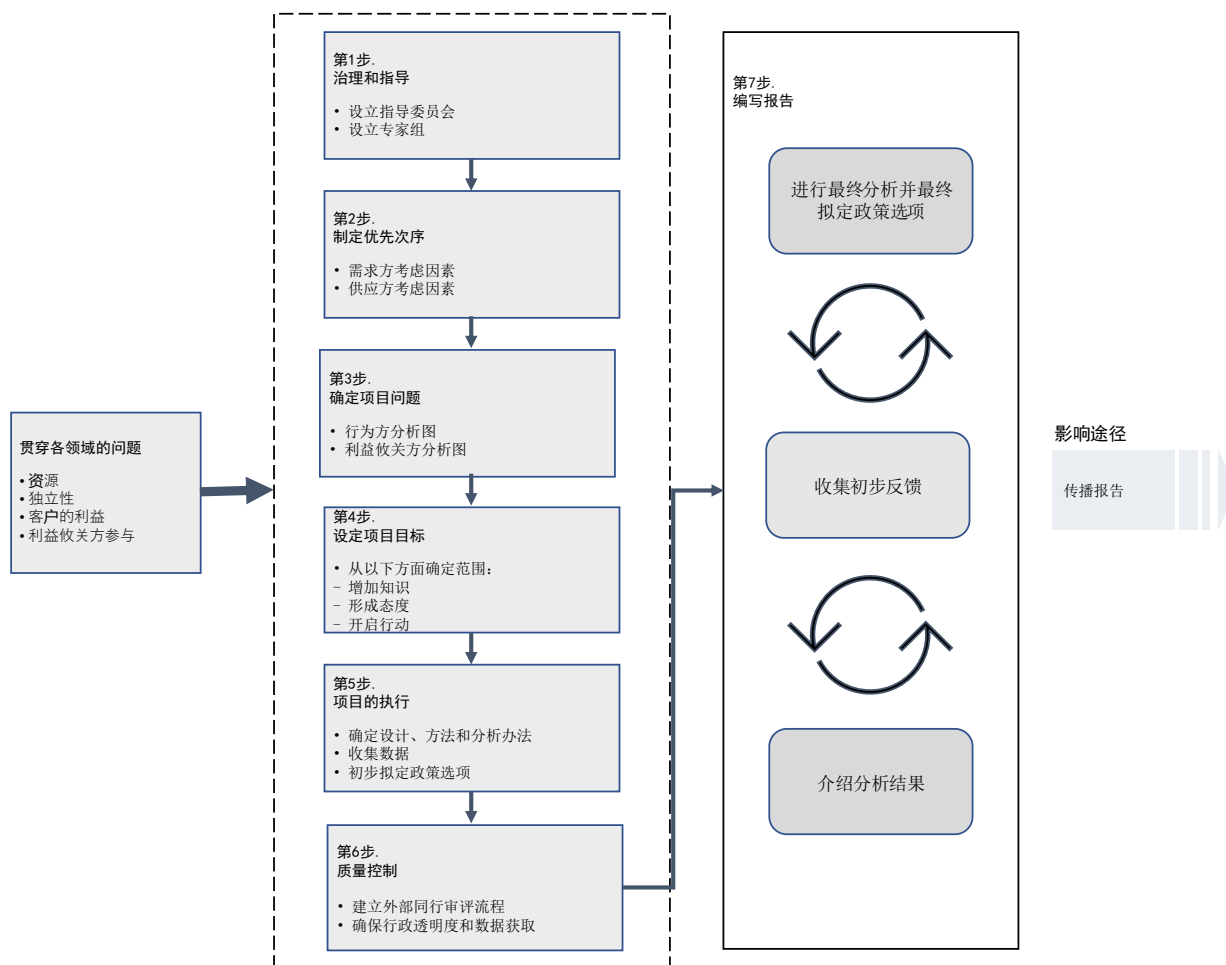 贯穿各领域的问题
• 资源
• 独立性
• 客户的利益
• 利益攸关方参与
第1步.
治理和指导
• 设立指导委员会
• 设立专家组
第2步.
制定优先次序
• 需求方考虑因素
• 供应方考虑因素
第3步.
确定项目问题
• 行为方分析图
• 利益攸关方分析图
第4步.
设定项目目标
• 从以下方面确定范围：
– 增加知识
– 形成态度
– 开启行动
第5步.
项目的执行
• 确定设计、方法和分析办法
• 收集数据
• 初步拟定政策选项
第6步.
质量控制
• 建立外部同行审评流程
• 确保行政透明度和数据获取
第7步.
编写报告
进行最终分析并最终
拟定政策选项
收集初步反馈
介绍分析结果
影响途径
传播报告